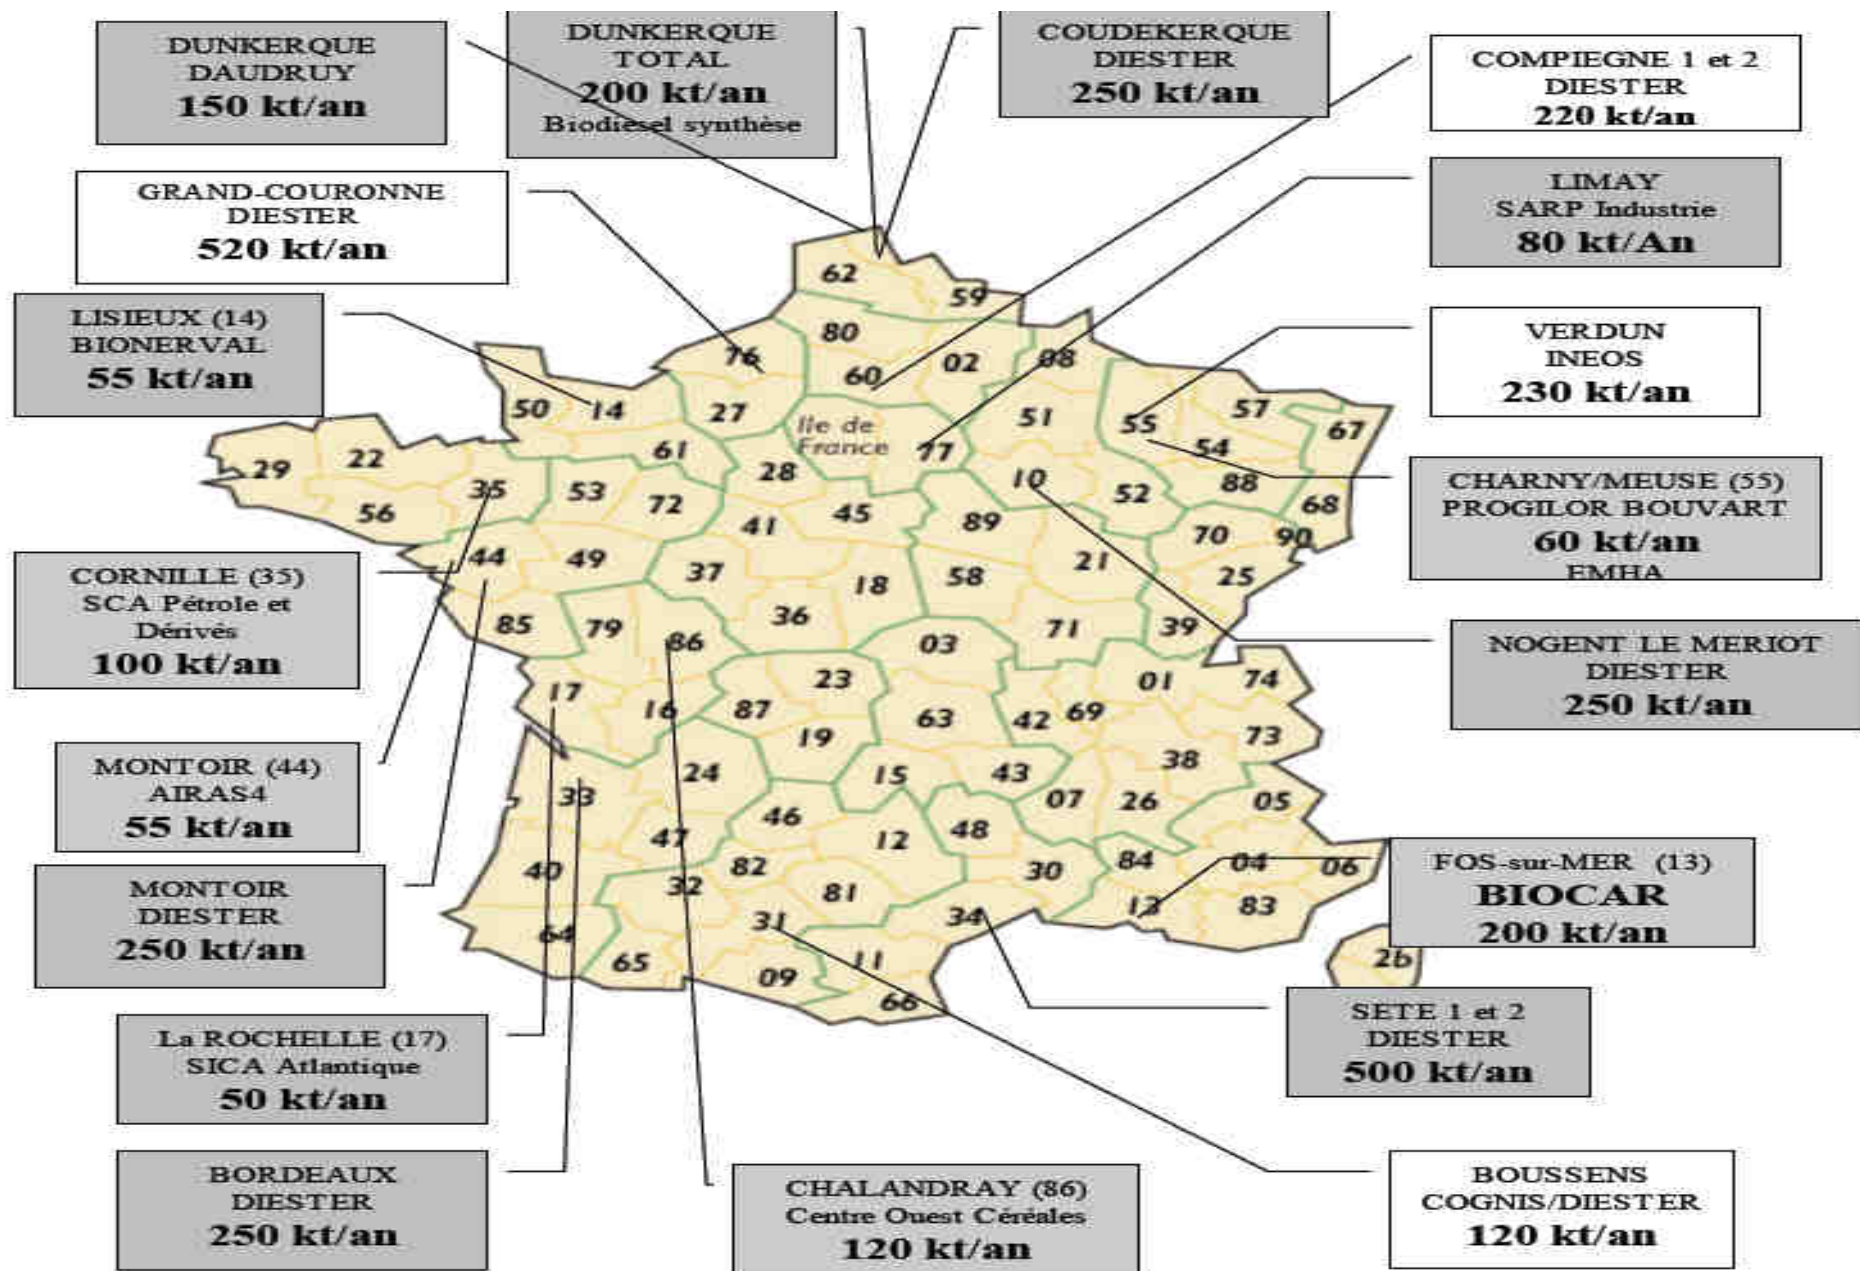 DUNKERQUE
DAUDRUY
150 kt/an
DUNKERQUE
TOTAL
200 kt/an
Biodiesel synthèse
COUDEKERQUE
DIESTER
250 kt/an
COMPIEGNE 1 et 2
DIESTER
220 kt/an
GRAND-COURONNE
DIESTER
520 kt/an
LIMAY
SARP Industrie
80 kt/An
LISIEUX (14)
BIONERVAL
55 kt/an
VERDUN
INEOS
230 kt/an
CHARNY/MEUSE (55)
PROGILOR BOUVART
60 kt/an
EMHA
CORNILLE (35)
SCA Pétrole et
Dérivés
100 kt/an
NOGENT LE MERIOT
DIESTER
250 kt/an
MONTOIR (44)
AIRAS4
55 kt/an
FOS-sur-MER (13)
BIOCAR
200 kt/an
MONTOIR
DIESTER
250 kt/an
SETE 1 et 2
DIESTER
500 kt/an
La ROCHELLE (17)
SICA Atlantique
50 kt/an
BORDEAUX
DIESTER
250 kt/an
CHALANDRAY (86)
Centre Ouest Céréales
120 kt/an
BOUSSENS
COGNIS/DIESTER
120 kt/an
62
59
80
76
60
02
08
50
14
27
Ile de
France
77
51
55
57
54
67
61
28
10
52
88
68
29
22
35
53
72
56
41
45
89
70
90
44
49
37
18
58
21
25
85
79
86
36
03
71
39
17
16
87
23
63
42
69
01
74
19
73
24
15
43
38
33
46
07
26
05
47
12
48
40
32
82
81
30
84
04
06
64
31
34
13
83
65
09
11
66
2b